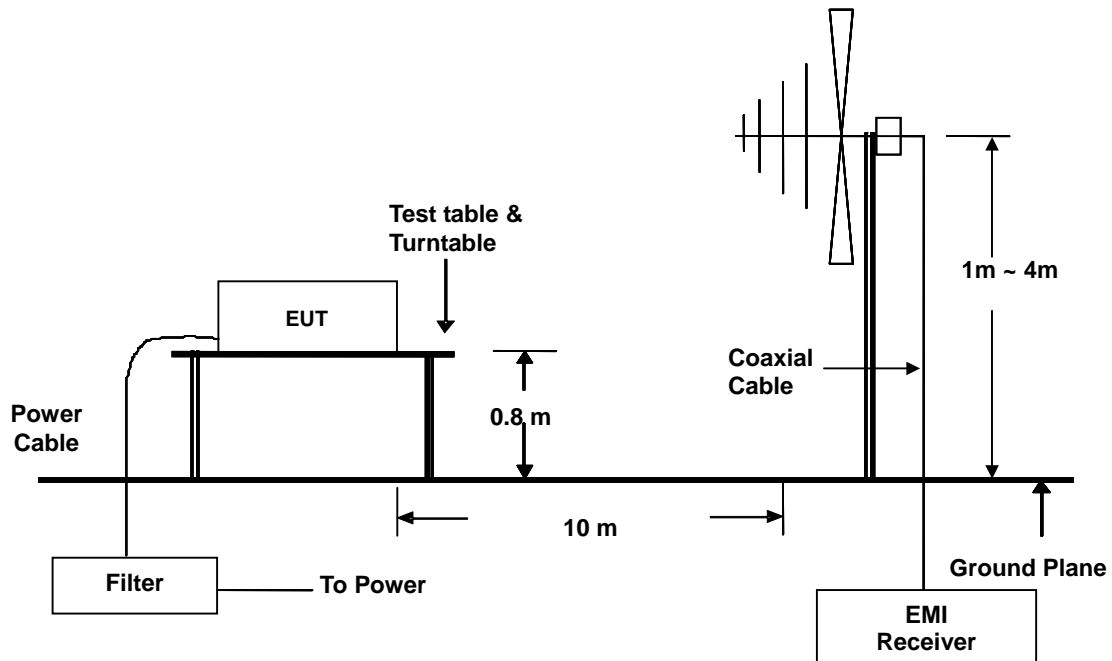 Test table &
Turntable
EUT
1m ~ 4m
Coaxial
Cable
0.8 m
Power
Cable
10 m
Filter
To Power
Ground Plane
EMI
Receiver